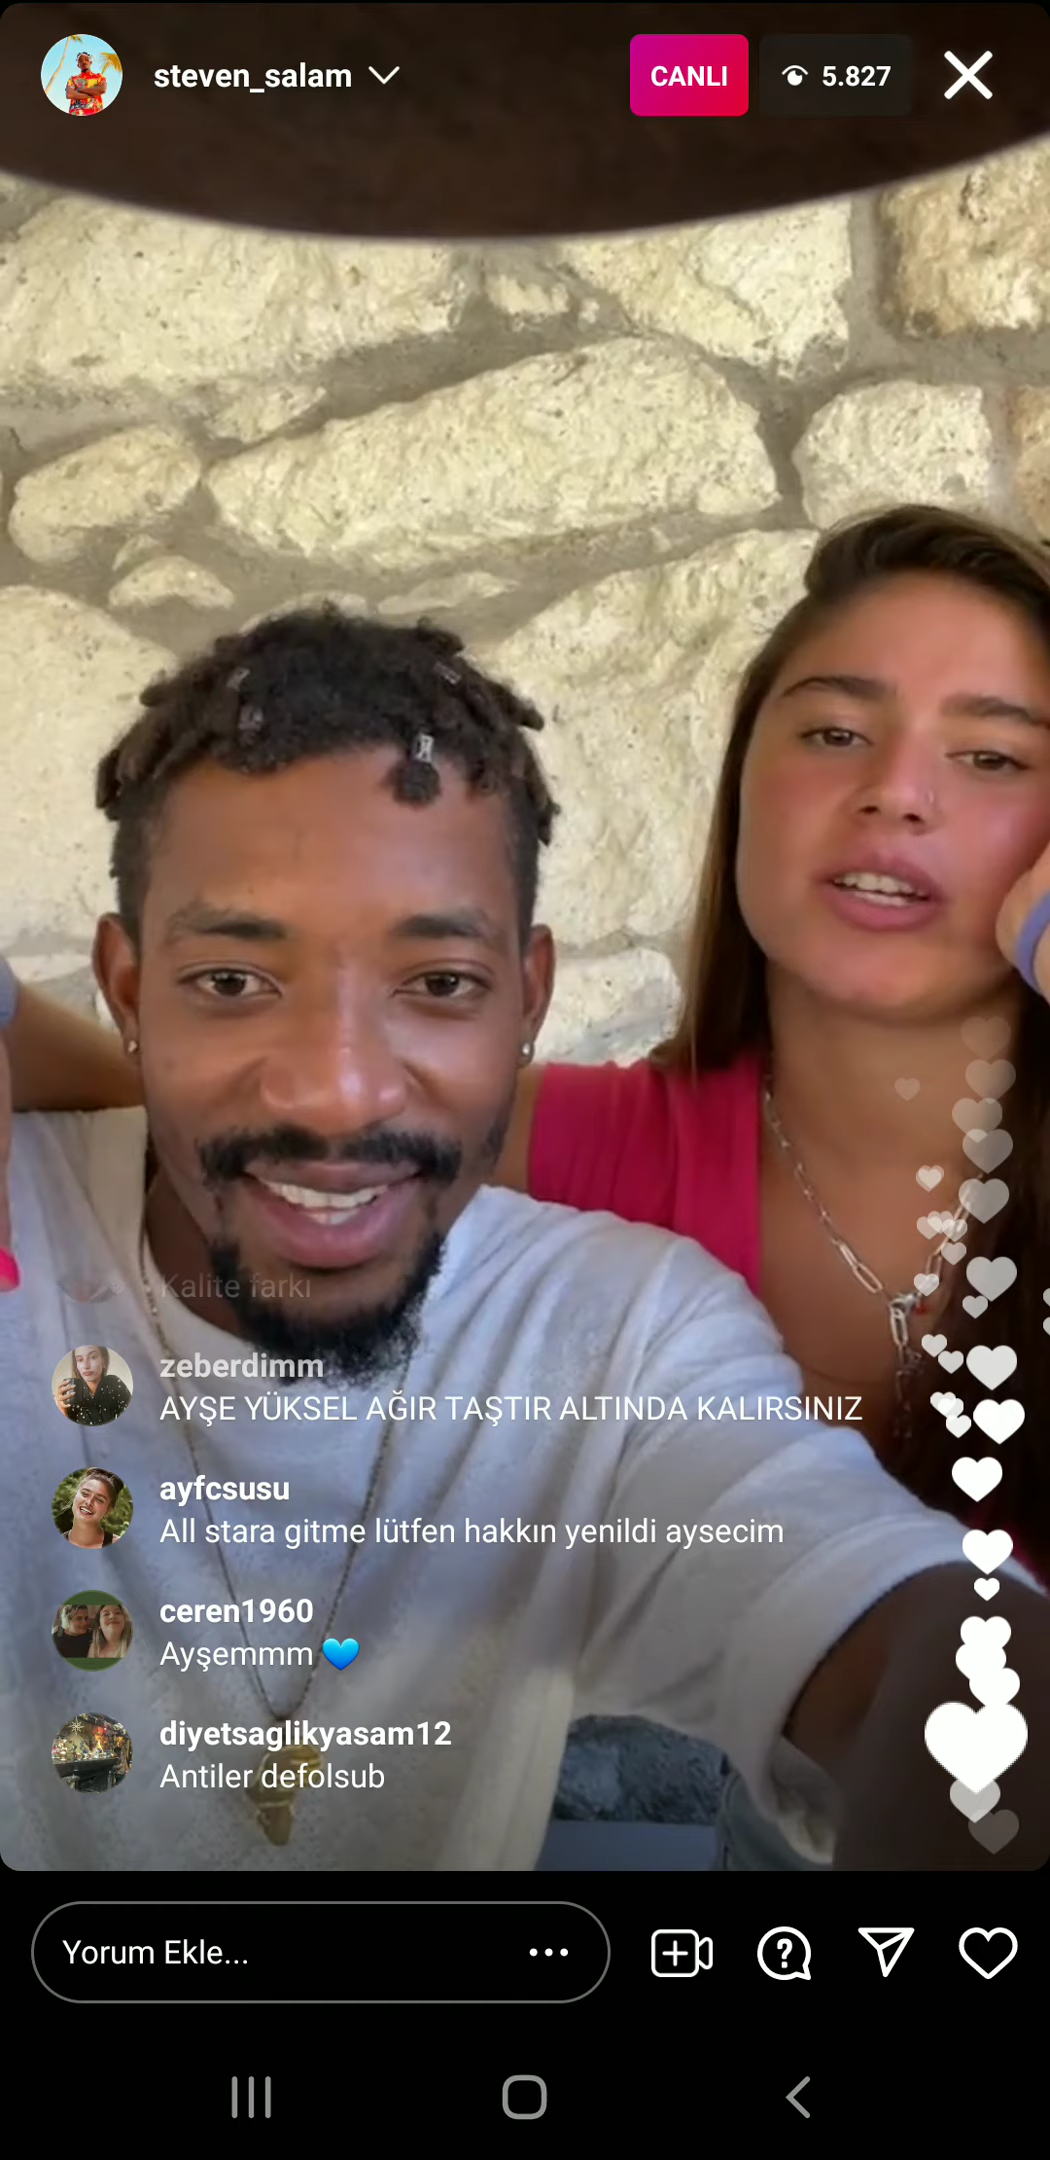 steven_salam
CANLI
5.827
Kalite farkı
zeberdimm
AYŞE YÜKSEL AĞIR TAŞTIR ALTINDA KALIRSINIZ
ayfcsusu
All stara gitme lütfen hakkın yenildi aysecim
ceren1960
Ayşemmm 💙
diyetsaglikyasam12
Antiler defolsub
Yorum Ekle...